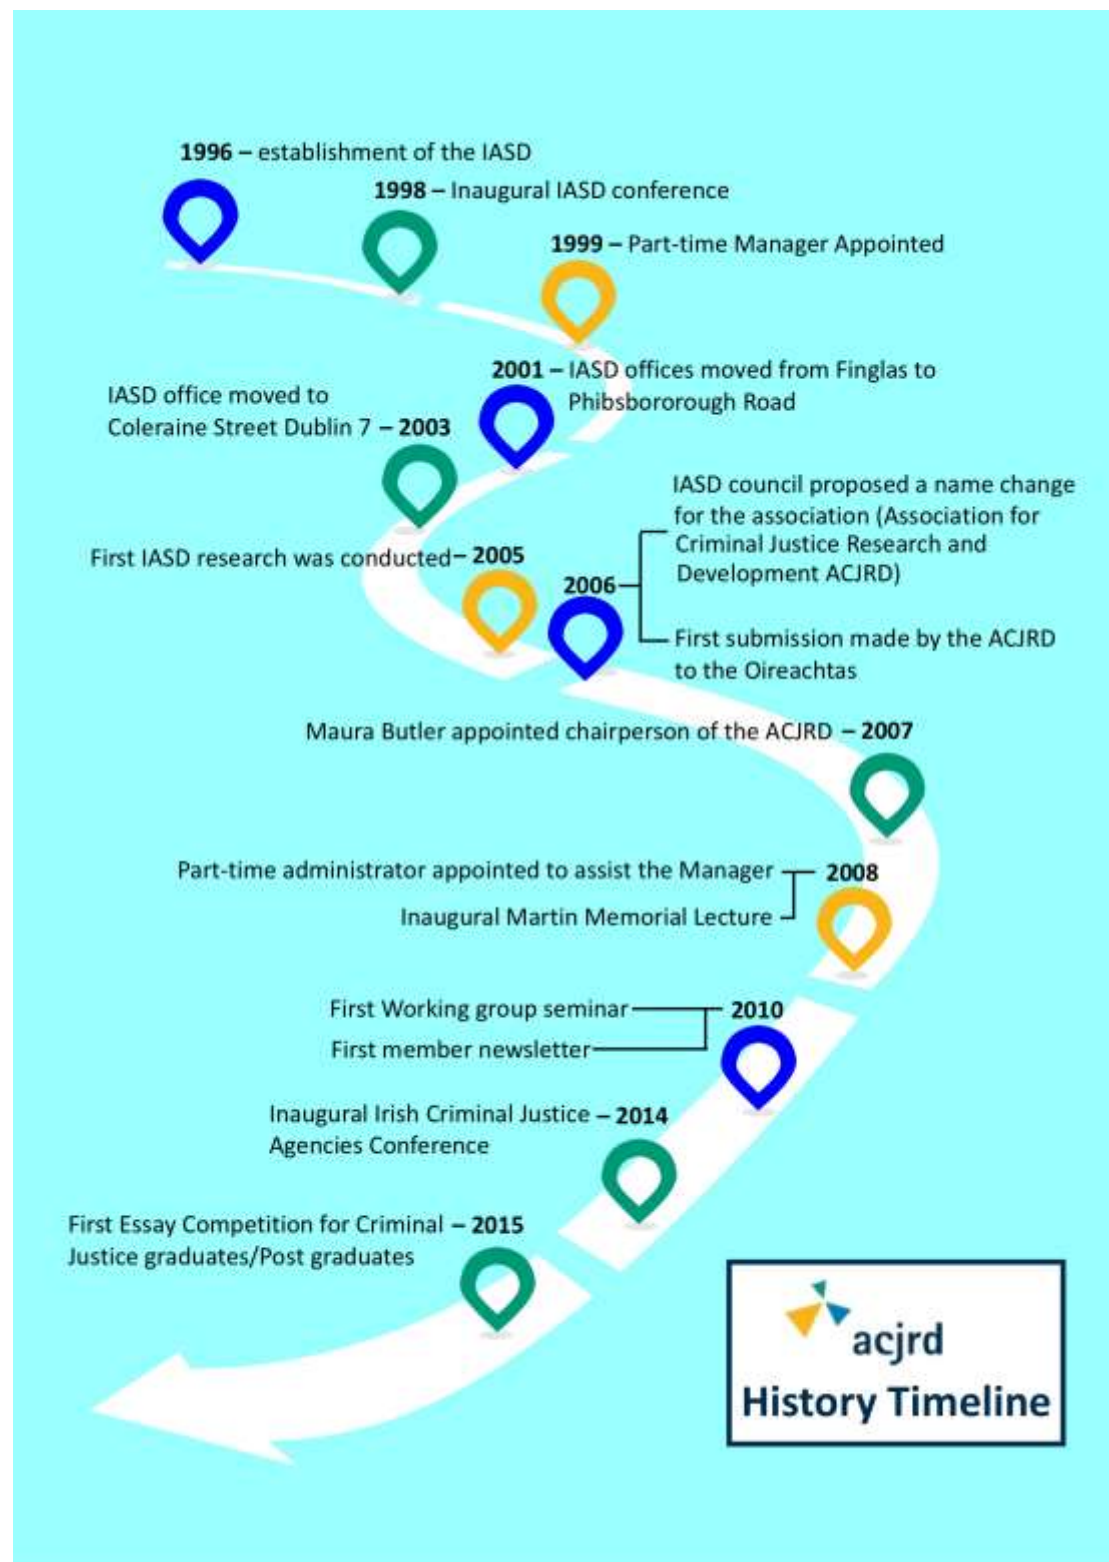 1996 – establishment of the IASD
1998 – Inaugural IASD conference
1999 – Part-time Manager Appointed
2001 – IASD offices moved from Finglas to
Phibsbororough Road
IASD office moved to
Coleraine Street Dublin 7 – 2003
First IASD research was conducted – 2005
2006
IASD council proposed a name change
for the association (Association for
Criminal Justice Research and
Development ACJRD)
First submission made by the ACJRD
to the Oireachtas
Maura Butler appointed chairperson of the ACJRD – 2007
Part-time administrator appointed to assist the Manager – 2008
Inaugural Martin Memorial Lecture
First Working group seminar – 2010
First member newsletter
Inaugural Irish Criminal Justice – 2014
Agencies Conference
First Essay Competition for Criminal – 2015
Justice graduates/Post graduates
acjrd
History Timeline